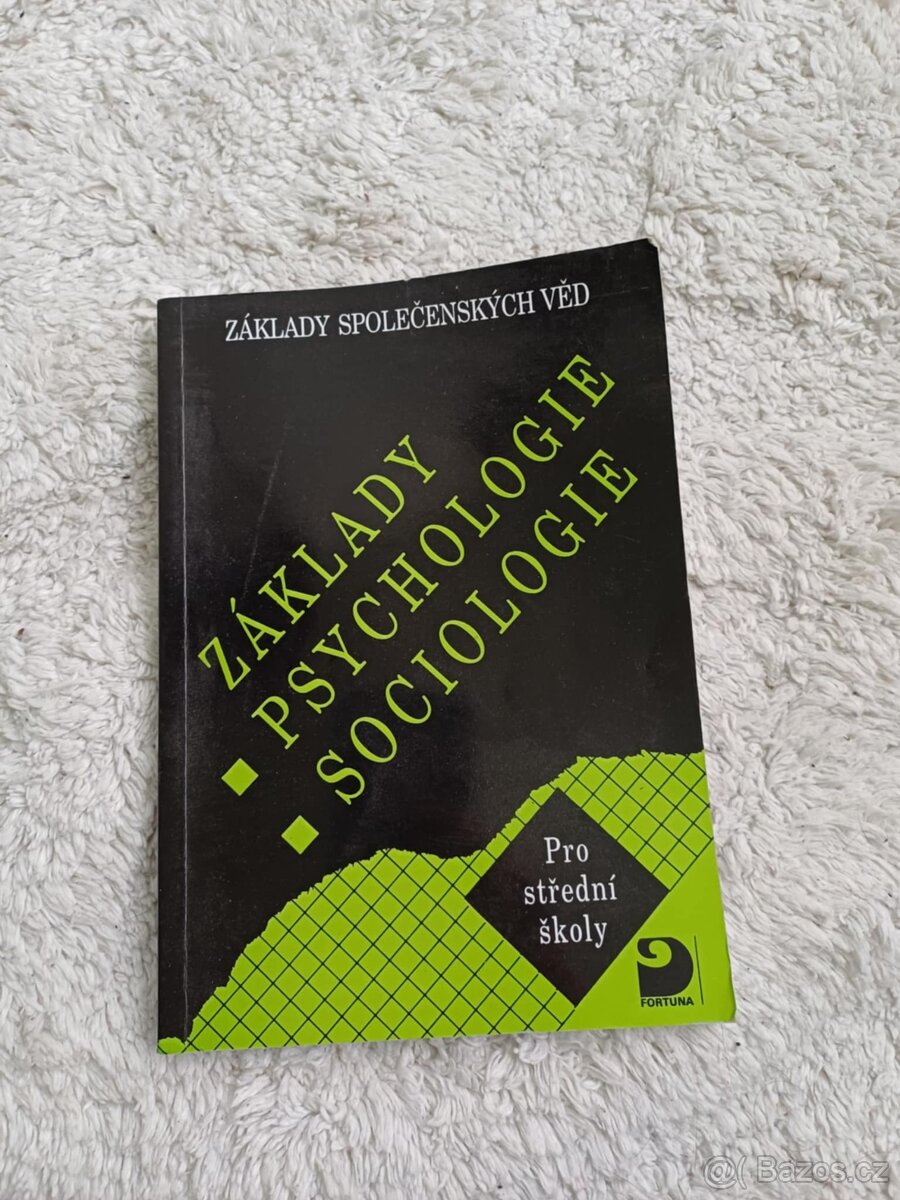 ZÁKLADY SPOLEČENSKÝCH VĚD
ZÁKLADY
PSYCHOLOGIE
SOCIOLOGIE
Pro
střední
školy
FORTUNA
@( Bazos.cz